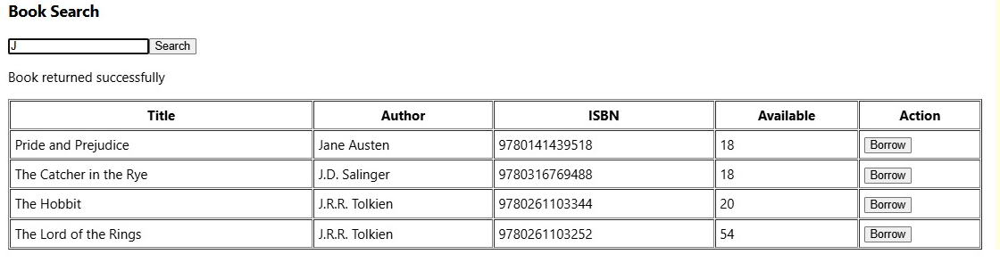 Book Search
J Search
Book returned successfully
Title Author ISBN Available Action
Pride and Prejudice Jane Austen 9780141439518 18 Borrow
The Catcher in the Rye J.D. Salinger 9780316769488 18 Borrow
The Hobbit J.R.R. Tolkien 9780261103344 20 Borrow
The Lord of the Rings J.R.R. Tolkien 9780261103252 54 Borrow